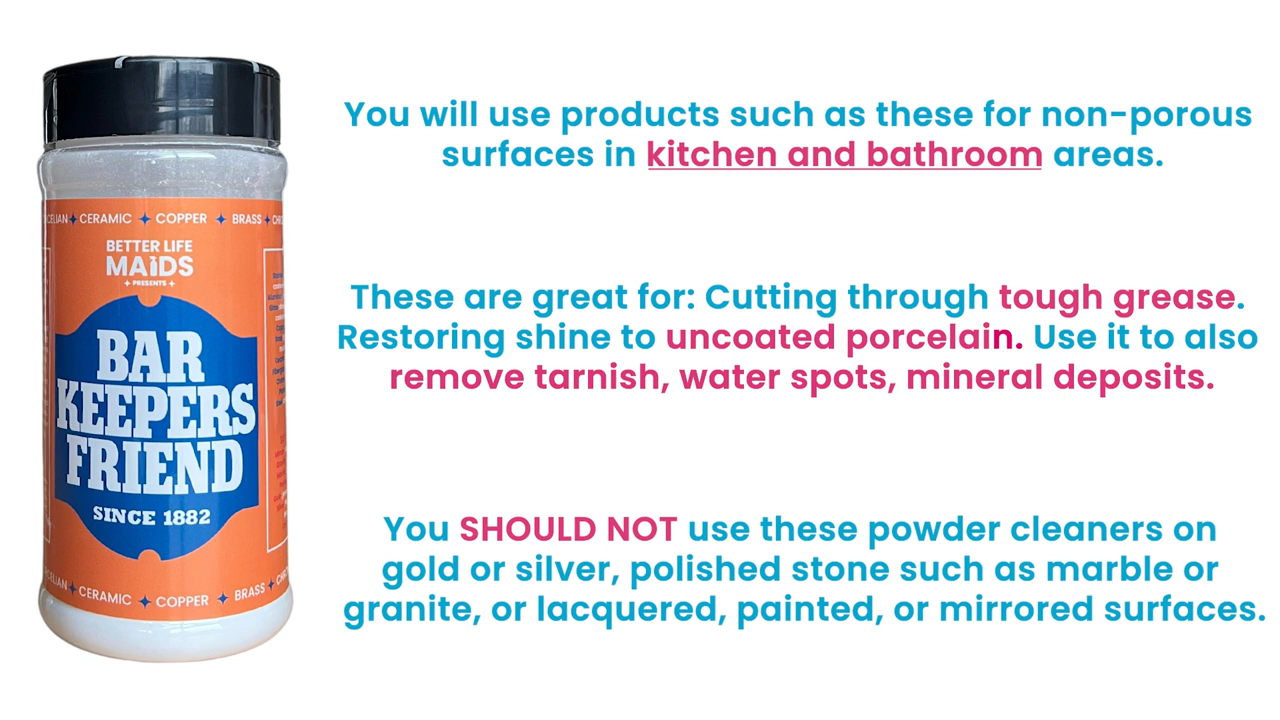 You will use products such as these for non-porous
surfaces in kitchen and bathroom areas.
CERAMIC COPPER BRASS
BETTER LIFE
MAIDS
PRESENTS
BAR
KEEPERS
FRIEND
SINCE 1882
CERAMIC COPPER BRASS
These are great for: Cutting through tough grease.
Restoring shine to uncoated porcelain. Use it to also
remove tarnish, water spots, mineral deposits.
You SHOULD NOT use these powder cleaners on
gold or silver, polished stone such as marble or
granite, or lacquered, painted, or mirrored surfaces.